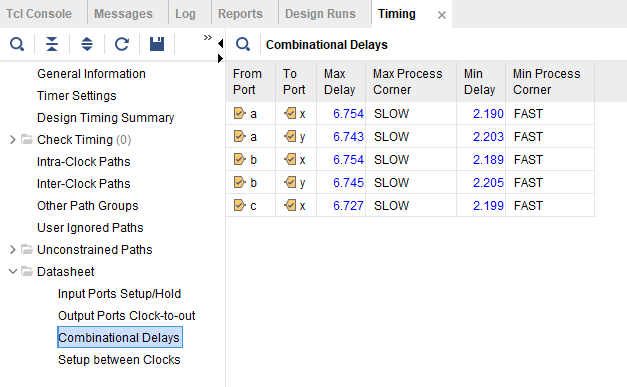 Tcl Console Messages Log Reports Design Runs Timing ×
» Combinational Delays
General Information
Timer Settings
Design Timing Summary
Check Timing (0)
Intra-Clock Paths
Inter-Clock Paths
Other Path Groups
User Ignored Paths
Unconstrained Paths
Datasheet
Input Ports Setup/Hold
Output Ports Clock-to-out
Combinational Delays
Setup between Clocks
From Port To Port Max Delay Max Process Corner Min Delay Min Process Corner
a x 6.754 SLOW 2.190 FAST
a y 6.743 SLOW 2.203 FAST
b x 6.754 SLOW 2.189 FAST
b y 6.745 SLOW 2.205 FAST
c x 6.727 SLOW 2.199 FAST